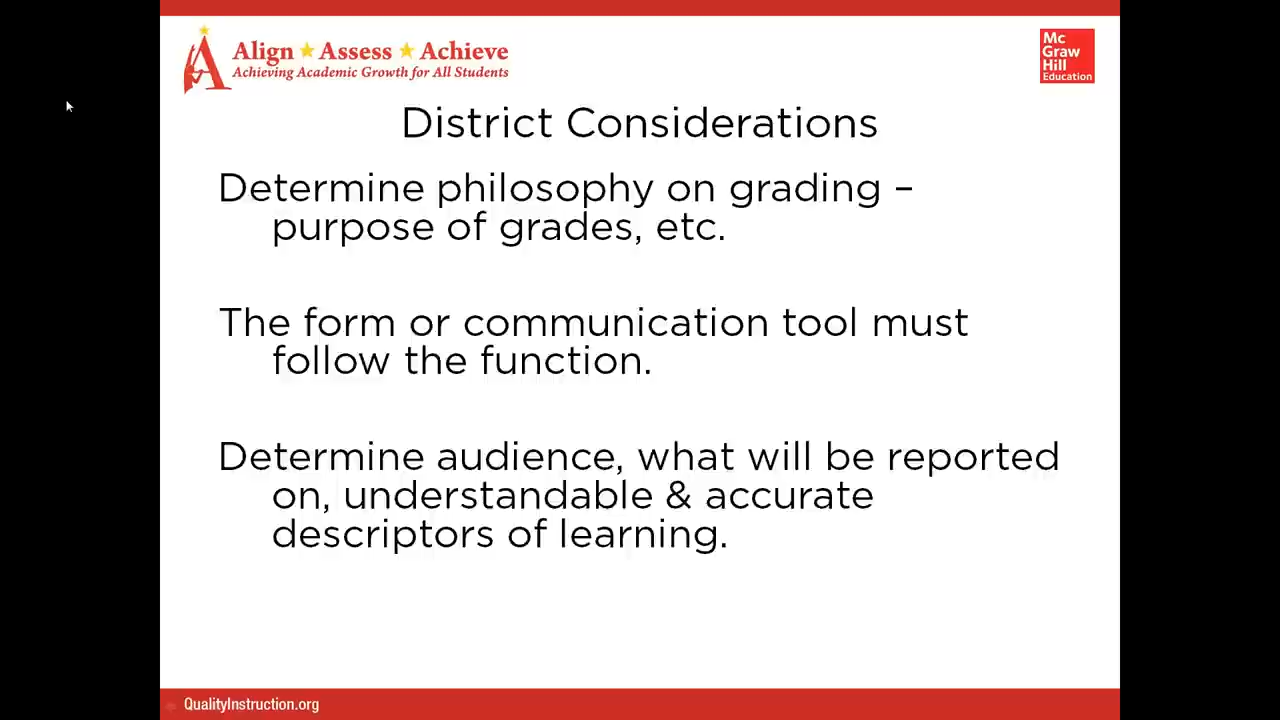 Align ★ Assess ★ Achieve
Achieving Academic Growth for All Students
Mc
Graw
Hill
Education
District Considerations
Determine philosophy on grading –
purpose of grades, etc.
The form or communication tool must
follow the function.
Determine audience, what will be reported
on, understandable & accurate
descriptors of learning.
QualityInstruction.org